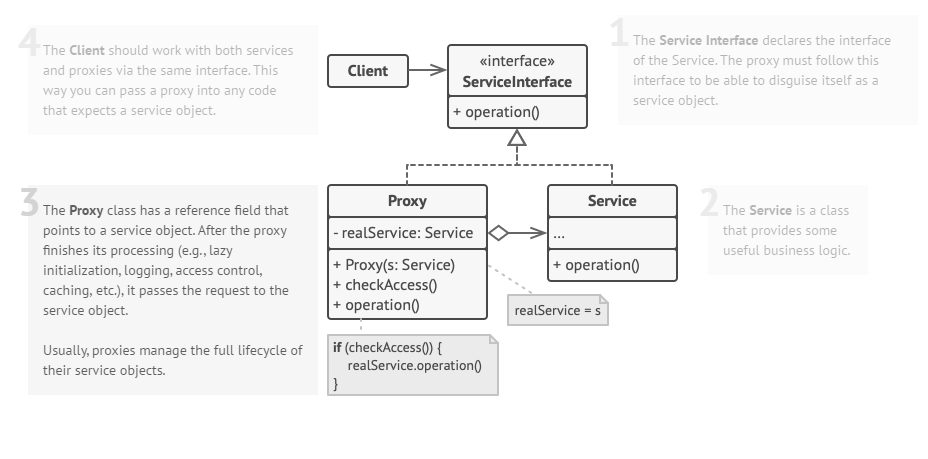 4
The Client should work with both services
and proxies via the same interface. This
way you can pass a proxy into any code
that expects a service object.
Client
«interface»
ServiceInterface
+ operation()
1
The Service Interface declares the interface
of the Service. The proxy must follow this
interface to be able to disguise itself as a
service object.
3
The Proxy class has a reference field that
points to a service object. After the proxy
finishes its processing (e.g., lazy
initialization, logging, access control,
caching, etc.), it passes the request to the
service object.
Usually, proxies manage the full lifecycle of
their service objects.
Proxy
- realService: Service
+ Proxy(s: Service)
+ checkAccess()
+ operation()
Service
...
+ operation()
2
The Service is a class
that provides some
useful business logic.
realService = s
if (checkAccess()) {
realService.operation()
}